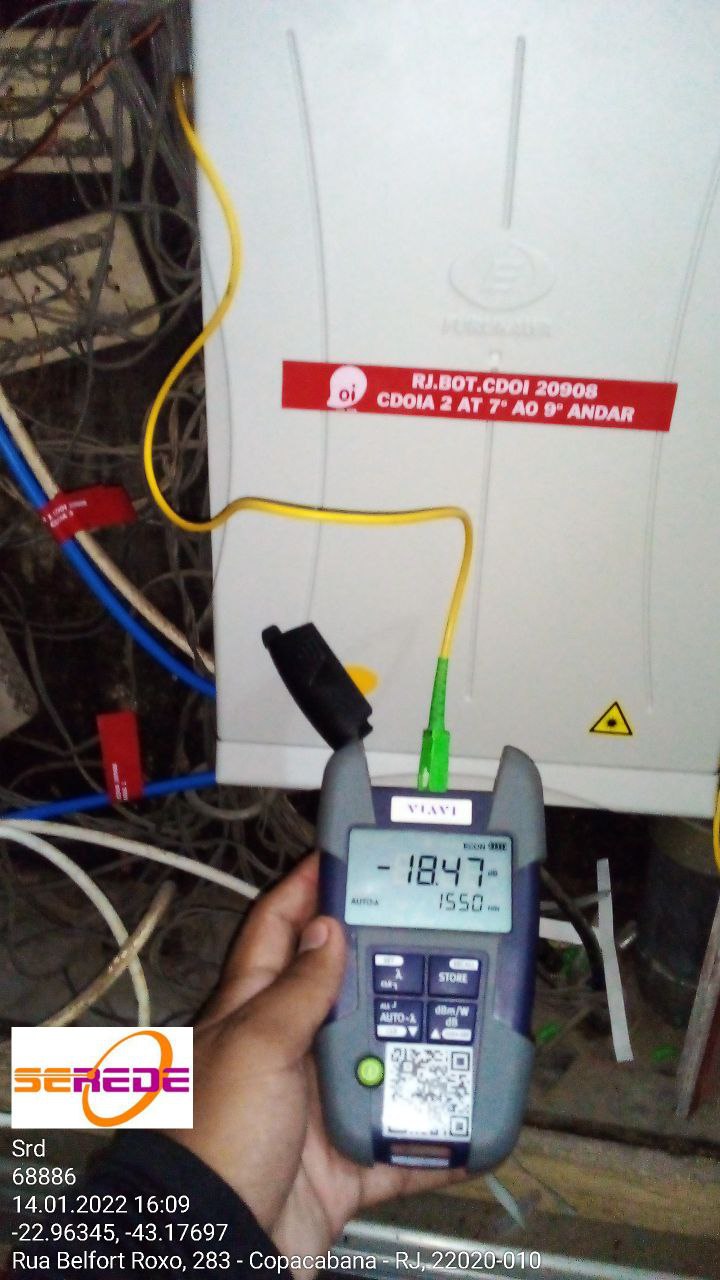 oi
RJ.BOT.CDOI 20908
CDOIA 2 AT 7° AO 9° ANDAR
VIAVI
-18.47 dB
AUTO-λ
1550 nm
λ
STORE
AUTO-λ
dBm/W
dB
SEREDE
Srd
68886
14.01.2022 16:09
-22.96345, -43.17697
Rua Belfort Roxo, 283 - Copacabana - RJ, 22020-010